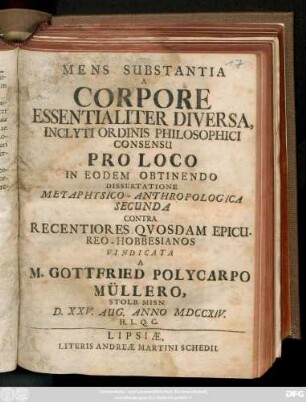 17
MENS SUBSTANTIA
A
CORPORE
ESSENTIALITER DIVERSA,
INCLYTI ORDINIS PHILOSOPHICI
CONSENSU
PRO LOCO
IN EODEM OBTINENDO
DISSERTATIONE
METAPHYSICO-ANTHROPOLOGICA
SECUNDA
CONTRA
RECENTIORES QVOSDAM EPICU-
REO-HOBBESIANOS
VINDICATA
A
M. GOTTFRIED POLYCARPO
MÜLLERO,
STOLB. MISN.
D. XXV. AUG. ANNO MDCCXIV.
H. L. Q. C.
LIPSIÆ,
LITERIS ANDREÆ MARTINI SCHEDII.